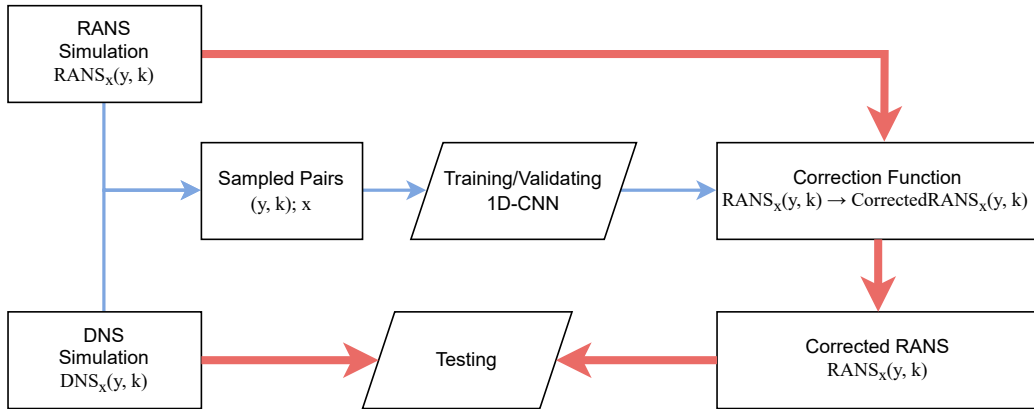 RANS
Simulation
RANSₓ(y, k)
Sampled Pairs
(y, k); x
Training/Validating
1D-CNN
Correction Function
RANSₓ(y, k) → CorrectedRANSₓ(y, k)
DNS
Simulation
DNSₓ(y, k)
Testing
Corrected RANS
RANSₓ(y, k)